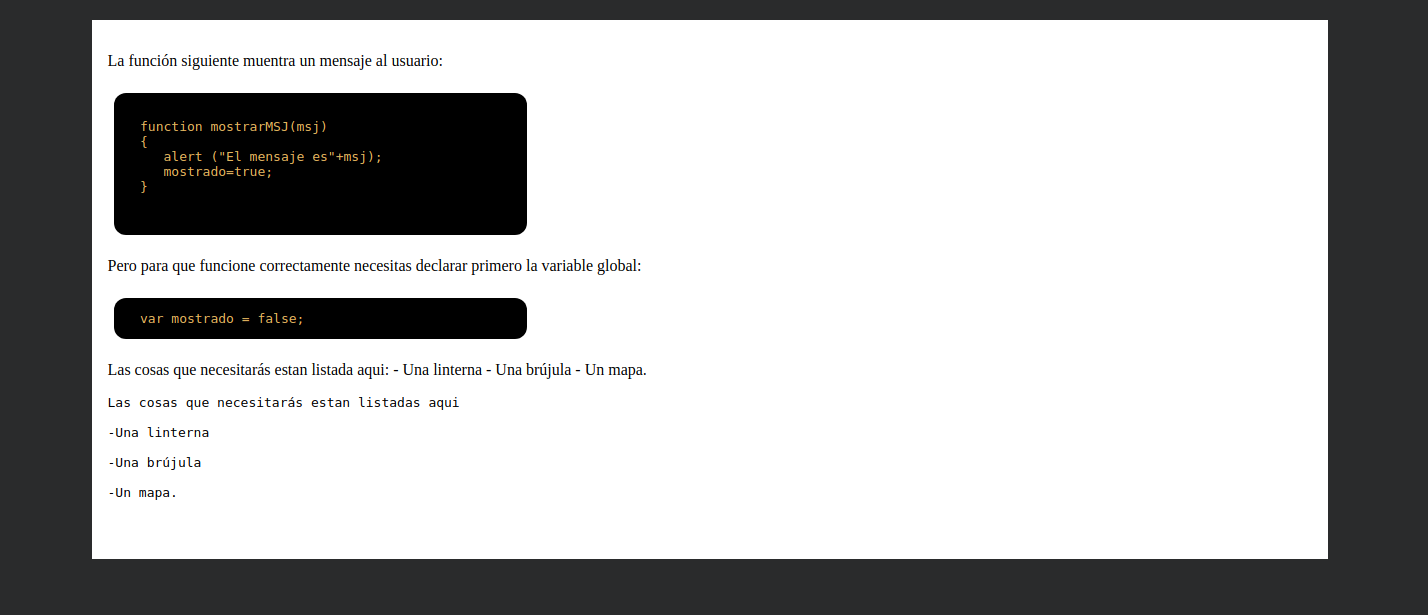 La función siguiente muentra un mensaje al usuario:
function mostrarMSJ(msj)
{
   alert ("El mensaje es"+msj);
   mostrado=true;
}
Pero para que funcione correctamente necesitas declarar primero la variable global:
var mostrado = false;
Las cosas que necesitarás estan listada aqui: - Una linterna - Una brújula - Un mapa.
Las cosas que necesitarás estan listadas aqui
-Una linterna
-Una brújula
-Un mapa.